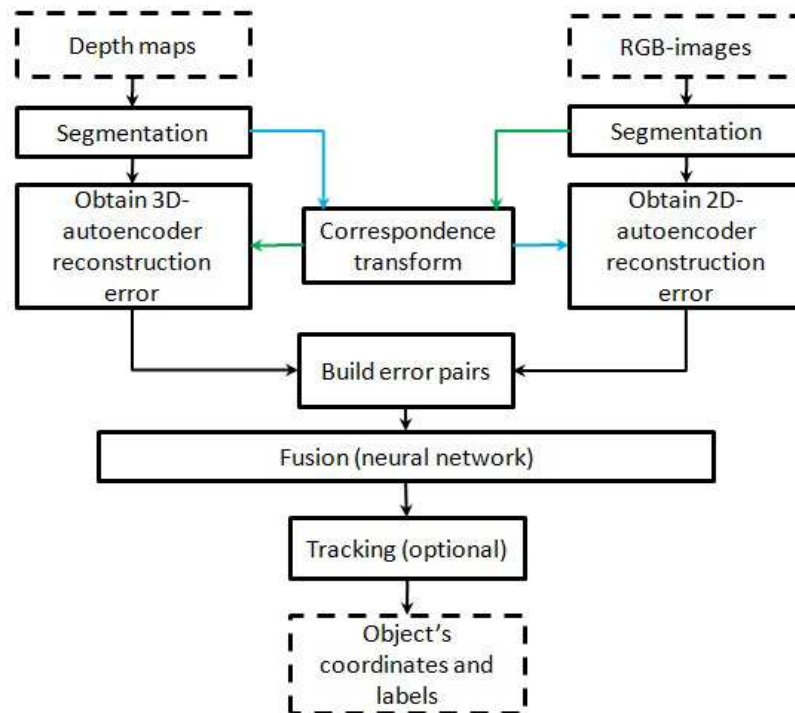 Depth maps
RGB-images
Segmentation
Segmentation
Obtain 3D-
autoencoder
reconstruction
error
Correspondence
transform
Obtain 2D-
autoencoder
reconstruction
error
Build error pairs
Fusion (neural network)
Tracking (optional)
Object's
coordinates and
labels